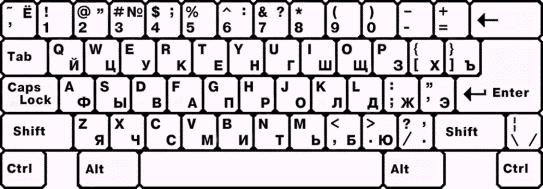 ~ Ё ' ! 1 @ " 2 # № 3 $ ; 4 % 5 ^ : 6 & ? 7 * 8 ( 9 ) 0 - - + =
Tab Q Й W Ц E У R К T Е Y Н U Г I Ш O Щ P З { [ Х } ] Ъ
Caps Lock A Ф S Ы D В F А G П H Р J О K Л L Д : ; Ж " ' Э Enter
Shift Z Я X Ч C С V М B И N Т M Ь < , Б > . Ю ? , / . Shift ¦ \ /
Ctrl Alt Alt Ctrl